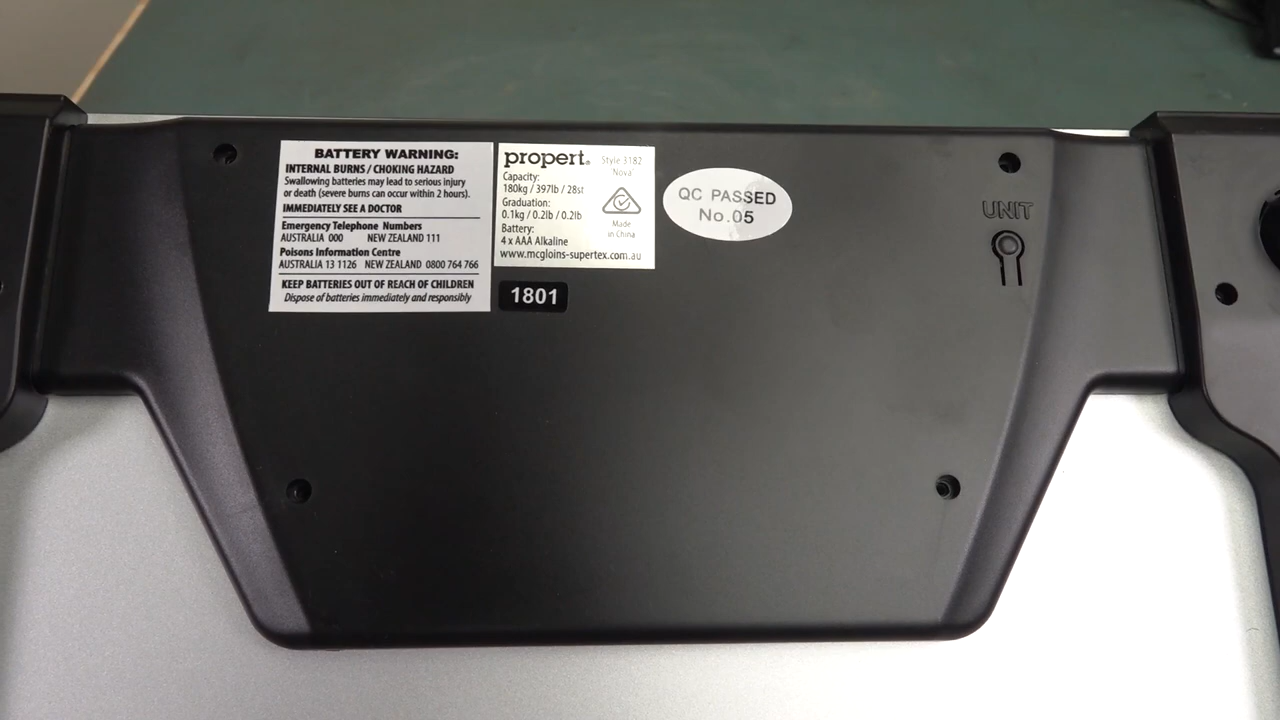 BATTERY WARNING:
INTERNAL BURNS / CHOKING HAZARD
Swallowing batteries may lead to serious injury
or death (severe burns can occur within 2 hours).
IMMEDIATELY SEE A DOCTOR
Emergency Telephone Numbers
AUSTRALIA 000 NEW ZEALAND 111
Poisons Information Centre
AUSTRALIA 13 1126 NEW ZEALAND 0800 764 766
KEEP BATTERIES OUT OF REACH OF CHILDREN
Dispose of batteries immediately and responsibly
propert®
Style 3182
Nova™
Capacity:
180kg / 397lb / 28st
Graduation:
0.1kg / 0.2lb / 0.2lb
Battery:
4 x AAA Alkaline
Made
in China
www.mcgloins-supertex.com.au
1801
QC PASSED
No.05
UNIT